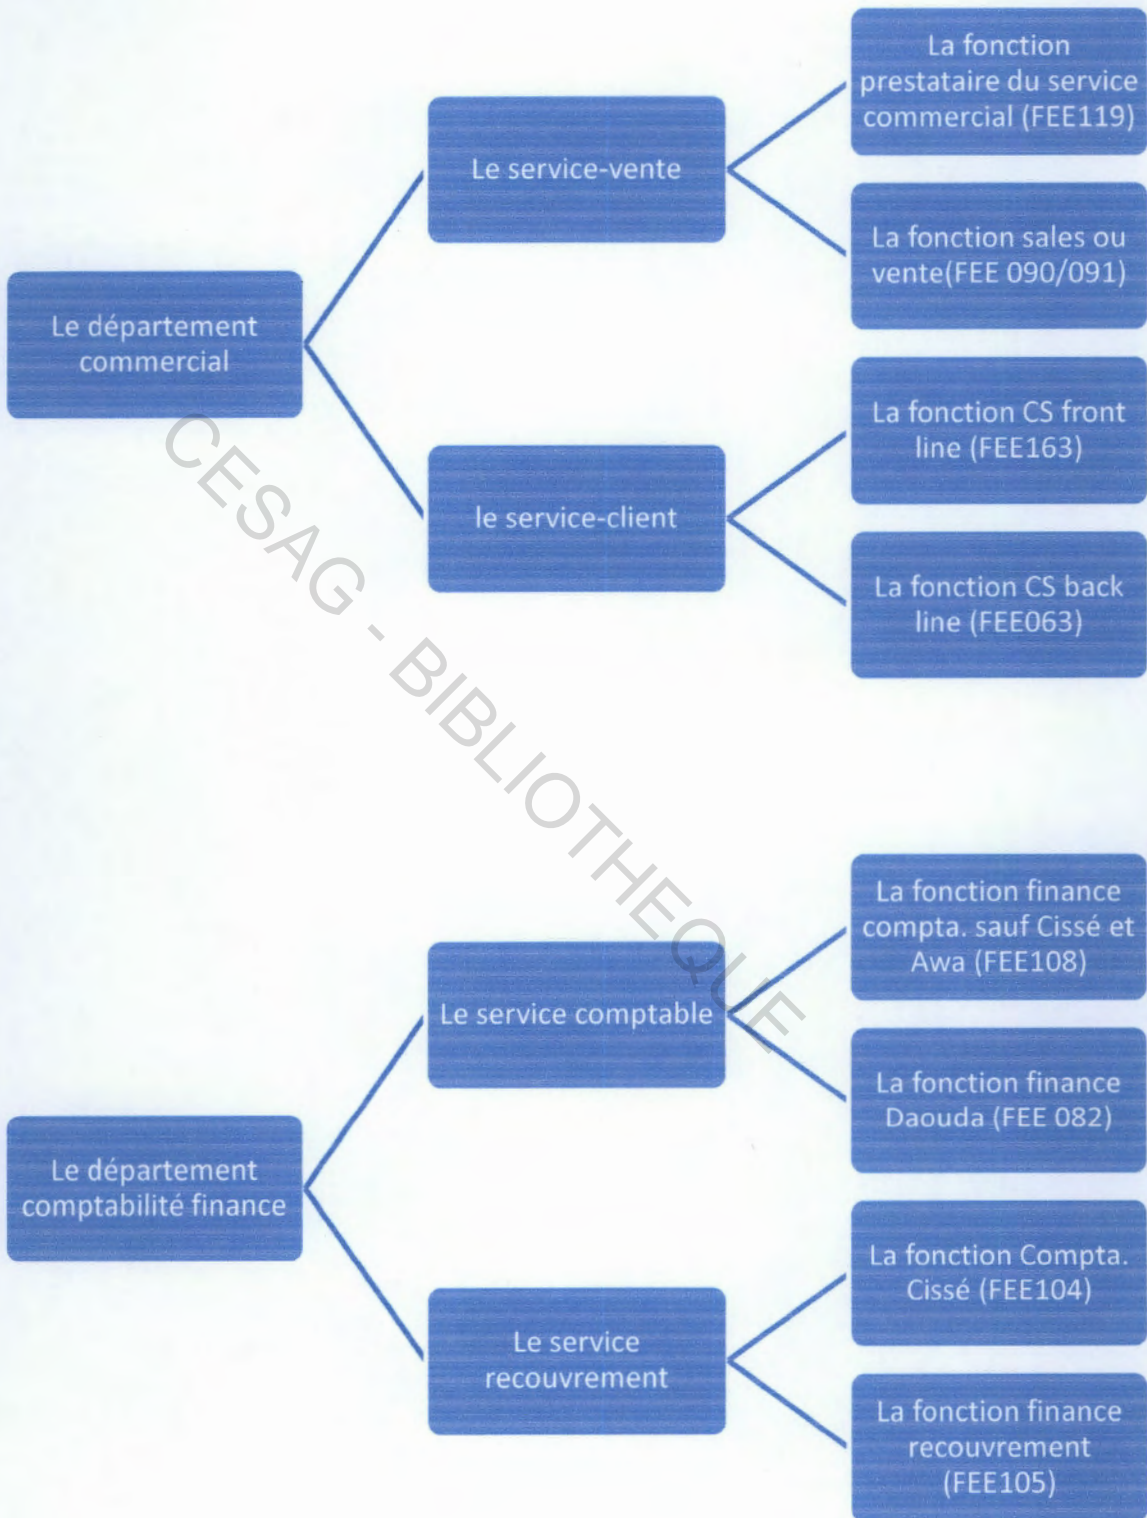 La fonction
prestataire du service
commercial (FEE119)
Le service-vente
La fonction sales ou
vente(FEE 090/091)
Le département
commercial
La fonction CS front
line (FEE163)
le service-client
La fonction CS back
line (FEE063)
CESAG - BIBLIOTHEQUE
La fonction finance
compta. sauf Cissé et
Awa (FEE108)
Le service comptable
La fonction finance
Daouda (FEE 082)
Le département
comptabilité finance
La fonction Compta.
Cissé (FEE104)
Le service
recouvrement
La fonction finance
recouvrement
(FEE105)